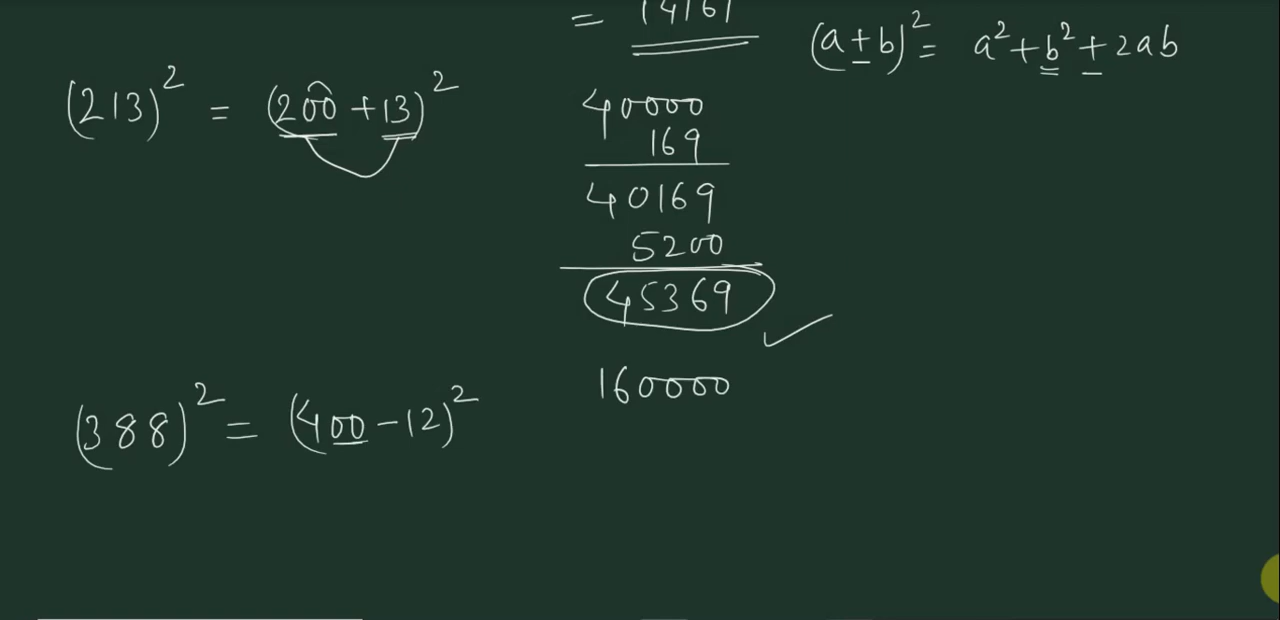 = 14161
(a±b)² = a²+b²±2ab
(213)² = (200+13)²
40000
169
40169
5200
45369
160000
(388)² = (400-12)²